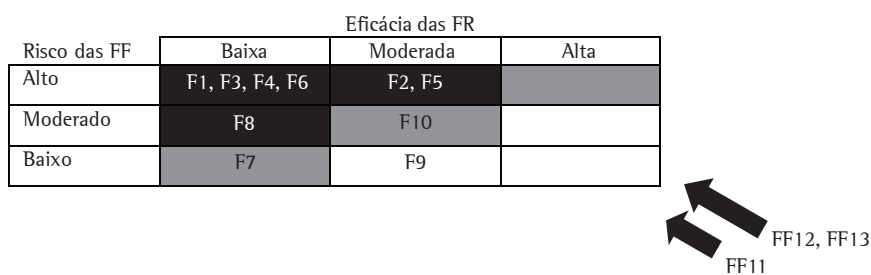 Eficácia das FR
Risco das FF Baixa Moderada Alta
Alto F1, F3, F4, F6 F2, F5
Moderado F8 F10
Baixo F7 F9
FF12, FF13
FF11